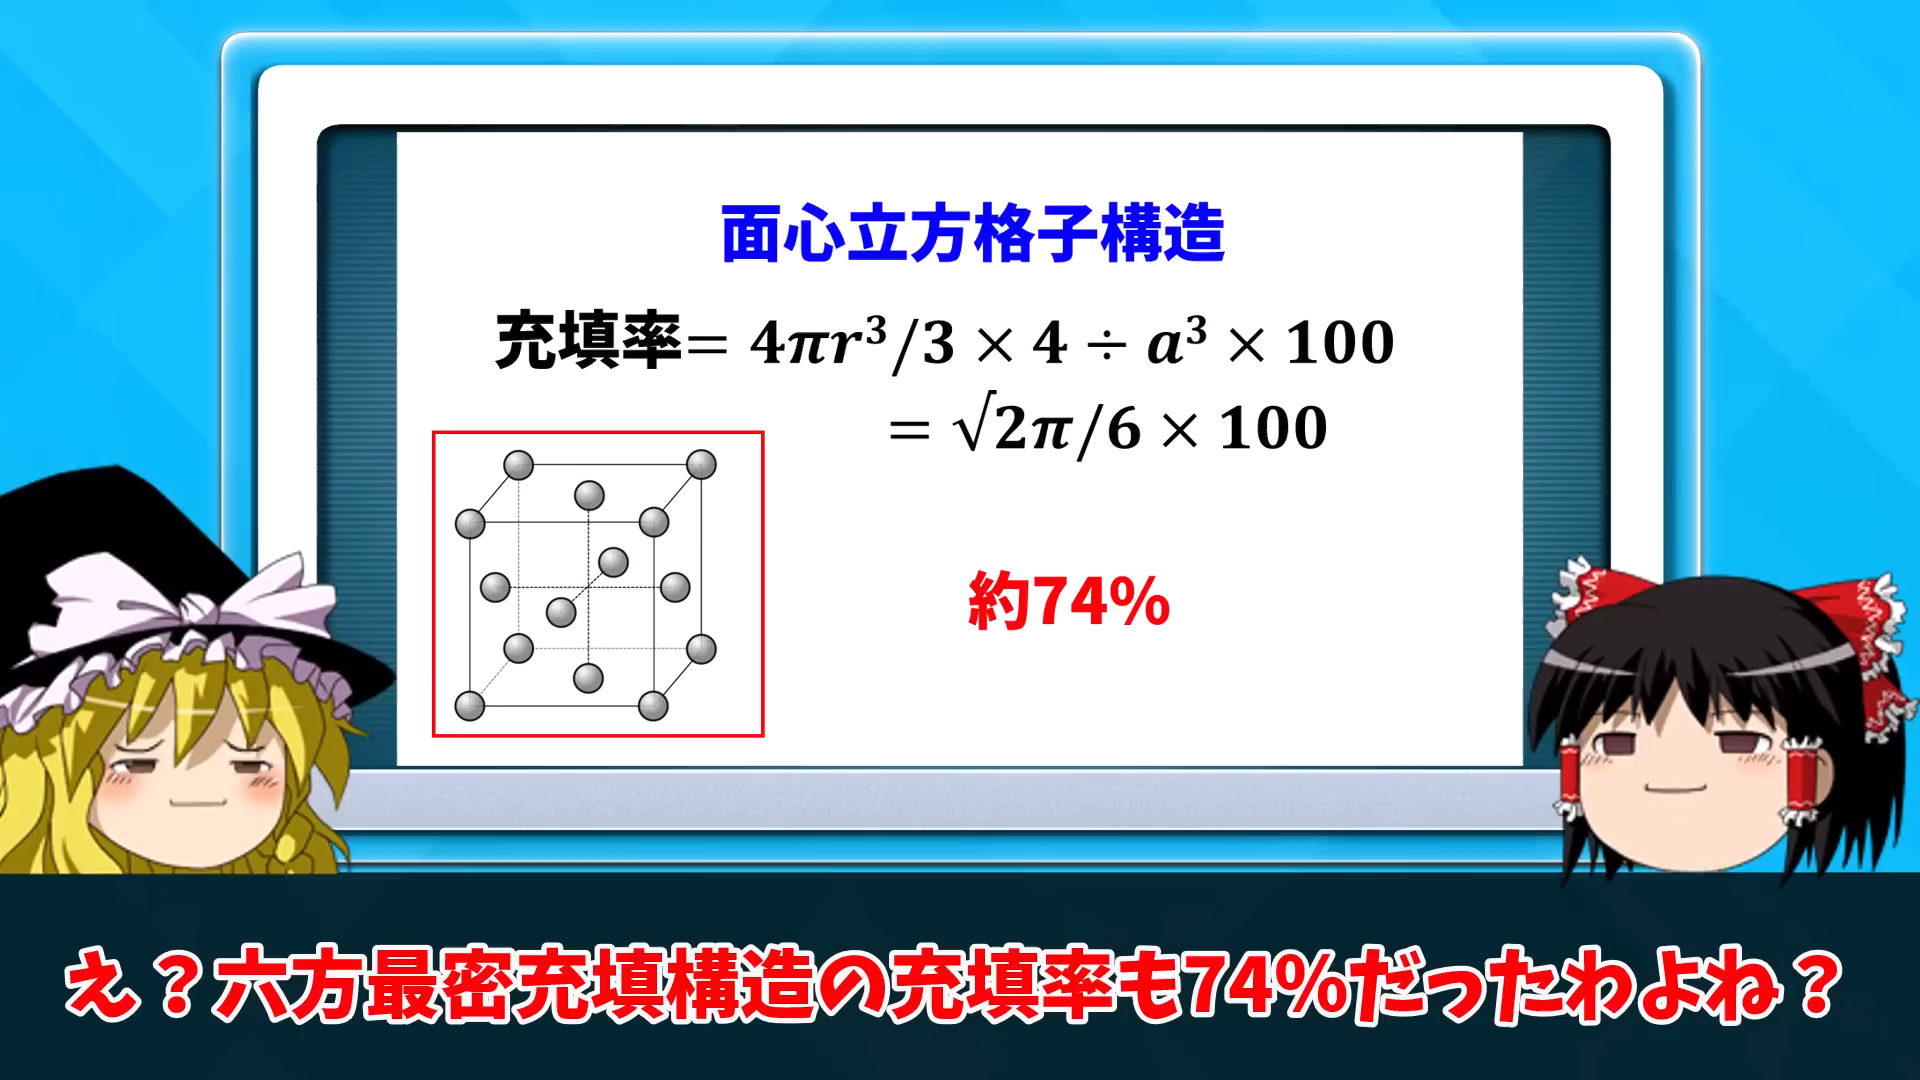 面心立方格子構造
充填率= 4πr³/3 × 4 ÷ a³ × 100
= √2π/6 × 100
約74%
え？六方最密充填構造の充填率も74%だったわよね？